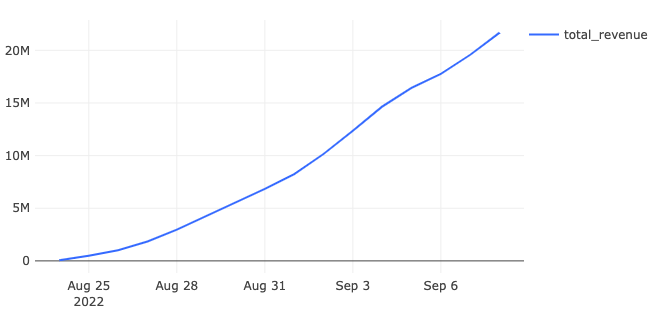 total_revenue
20M
15M
10M
5M
0
Aug 25
2022
Aug 28
Aug 31
Sep 3
Sep 6